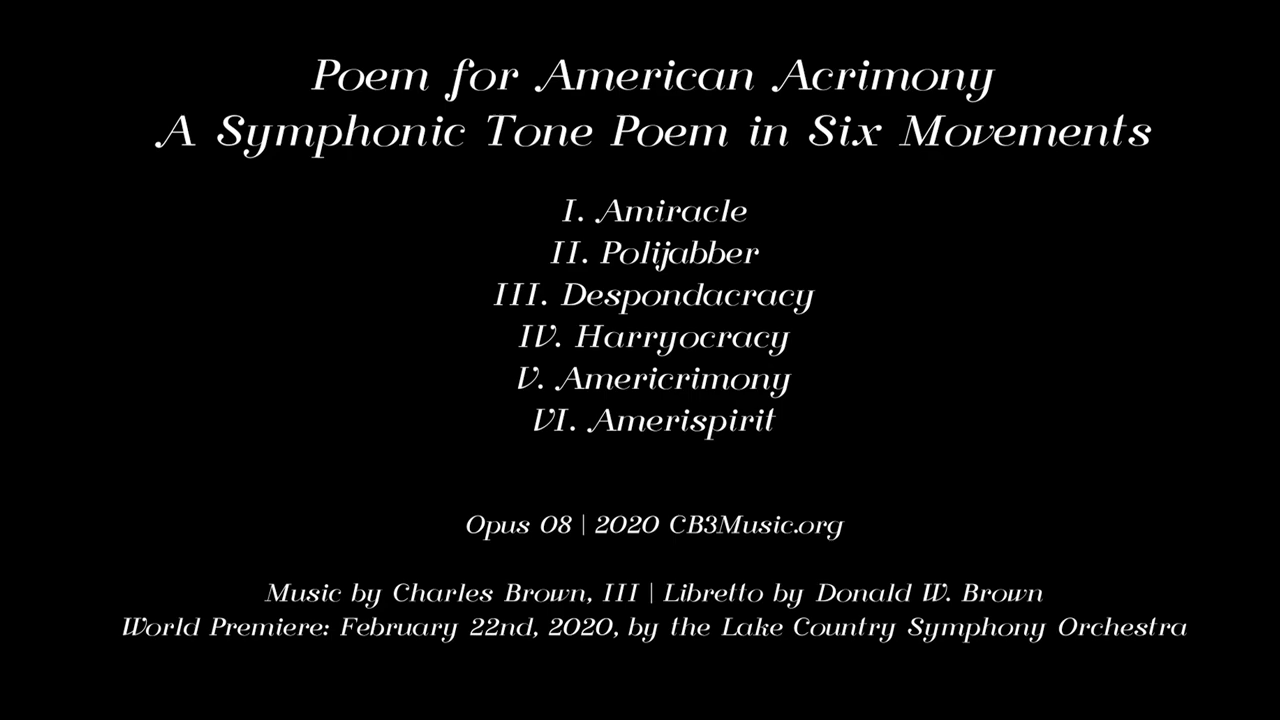 Poem for American Acrimony
A Symphonic Tone Poem in Six Movements
I. Amiracle
II. Polijabber
III. Despondacracy
IV. Harryocracy
V. Americrimony
VI. Amerispirit
Opus 08 | 2020 CB3Music.org
Music by Charles Brown, III | Libretto by Donald W. Brown
World Premiere: February 22nd, 2020, by the Lake Country Symphony Orchestra